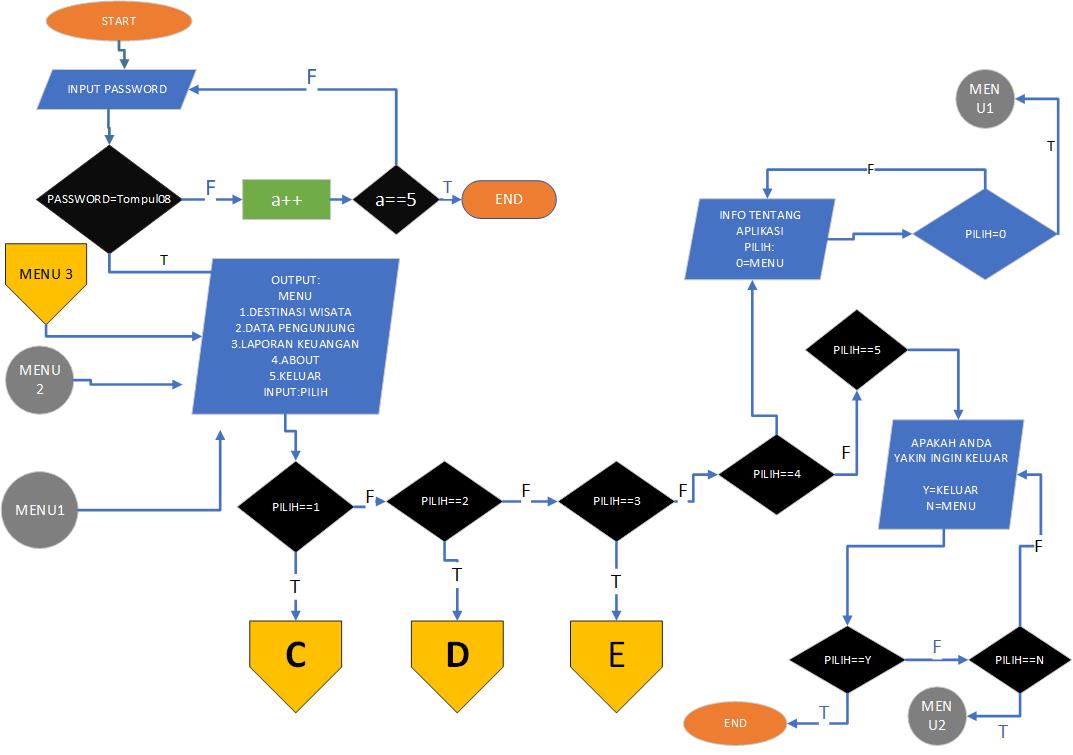 START
INPUT PASSWORD
F
MEN
U1
T
PASSWORD=Tompul08
F
a++
a==5
T
END
F
INFO TENTANG
APLIKASI
PILIH:
0=MENU
PILIH=0
MENU 3
T
OUTPUT:
MENU
1.DESTINASI WISATA
2.DATA PENGUNJUNG
3.LAPORAN KEUANGAN
4.ABOUT
5.KELUAR
INPUT:PILIH
MENU
2
PILIH==5
MENU1
PILIH==1
F
PILIH==2
F
PILIH==3
F
PILIH==4
F
APAKAH ANDA
YAKIN INGIN KELUAR
Y=KELUAR
N=MENU
F
T
T
T
C
D
E
PILIH==Y
F
PILIH==N
END
T
MEN
U2
T